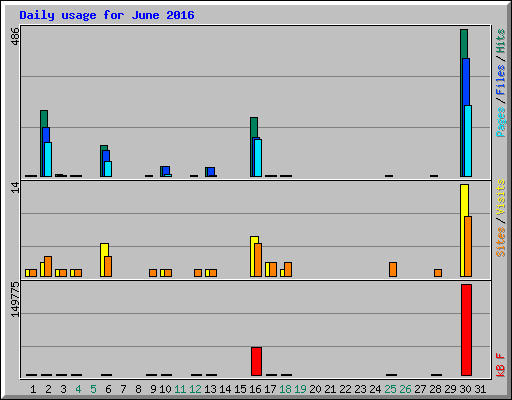 Daily usage for June 2016
486
14
149775
Pages/Files/Hits
Sites/Visits
kB F
1 2 3 4 5 6 7 8 9 10 11 12 13 14 15 16 17 18 19 20 21 22 23 24 25 26 27 28 29 30 31